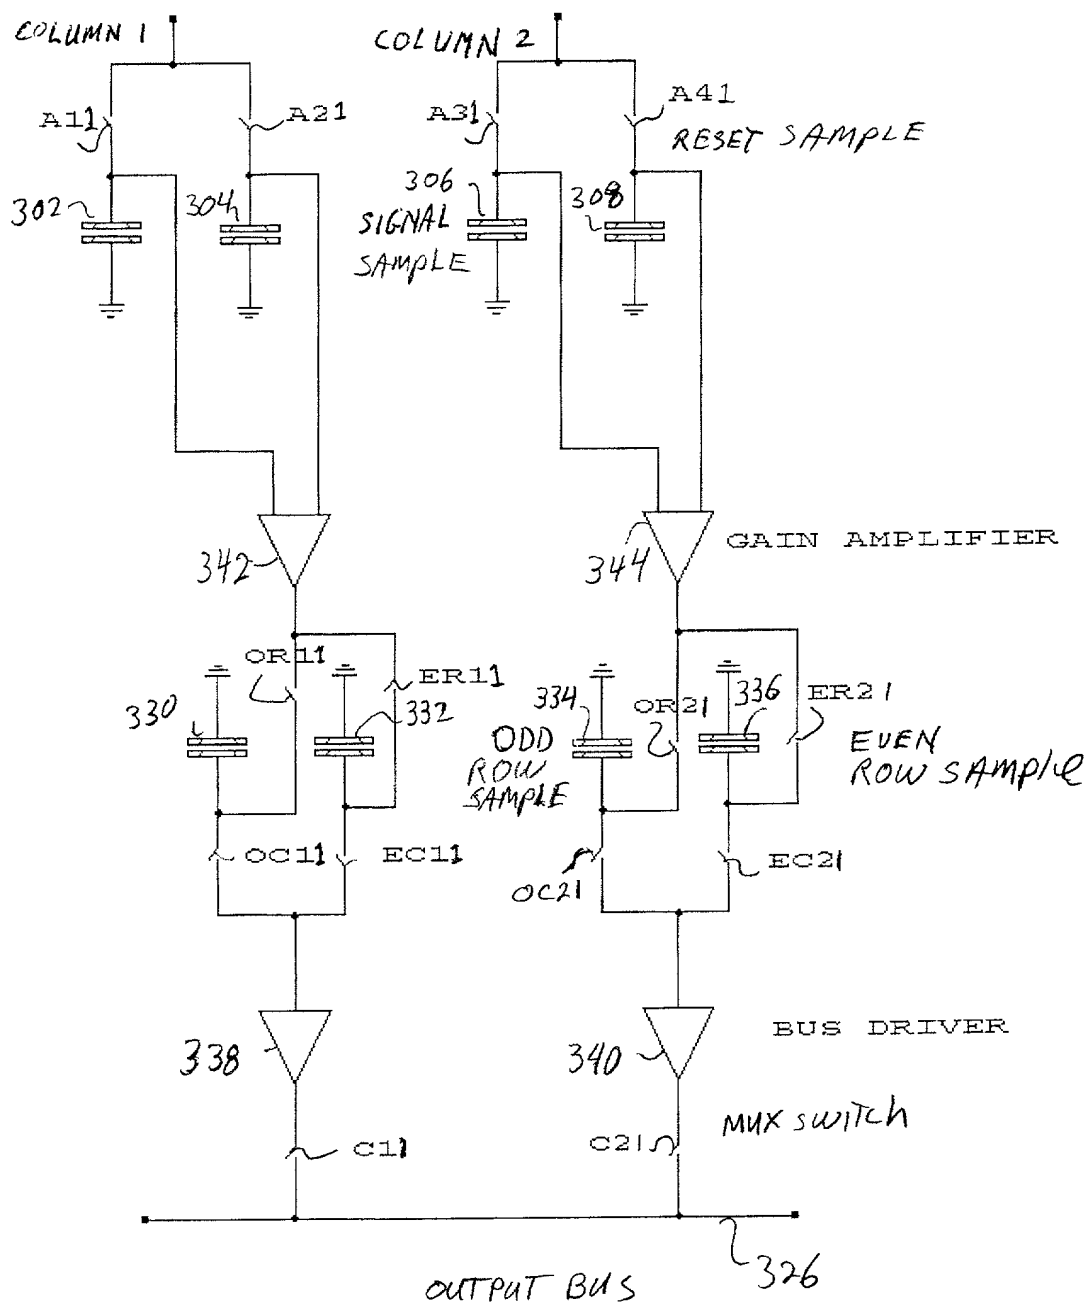 COLUMN 1
COLUMN 2
A11
A21
A31
A41
RESET SAMPLE
302
304
306
308
SIGNAL
SAMPLE
342
344
GAIN AMPLIFIER
OR11
ER11
330
332
334
OR21
336
ER21
ODD
ROW
SAMPLE
EVEN
ROW SAMPLE
OC11
EC11
OC21
EC21
338
340
BUS DRIVER
MUX SWITCH
C11
C21
326
OUTPUT BUS